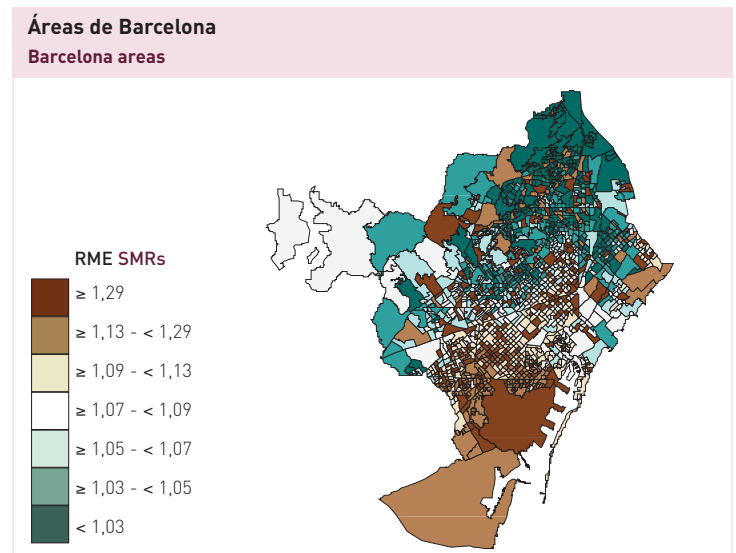 Áreas de Barcelona
Barcelona areas
RME SMRs
≥ 1,29
≥ 1,13 - < 1,29
≥ 1,09 - < 1,13
≥ 1,07 - < 1,09
≥ 1,05 - < 1,07
≥ 1,03 - < 1,05
< 1,03